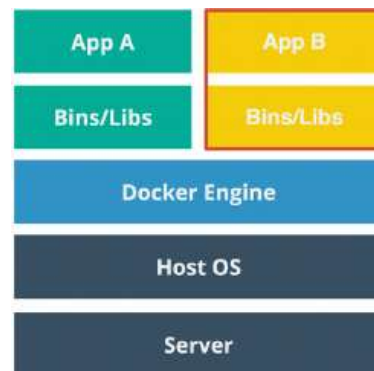 App A App B
Bins/Libs Bins/Libs
Docker Engine
Host OS
Server